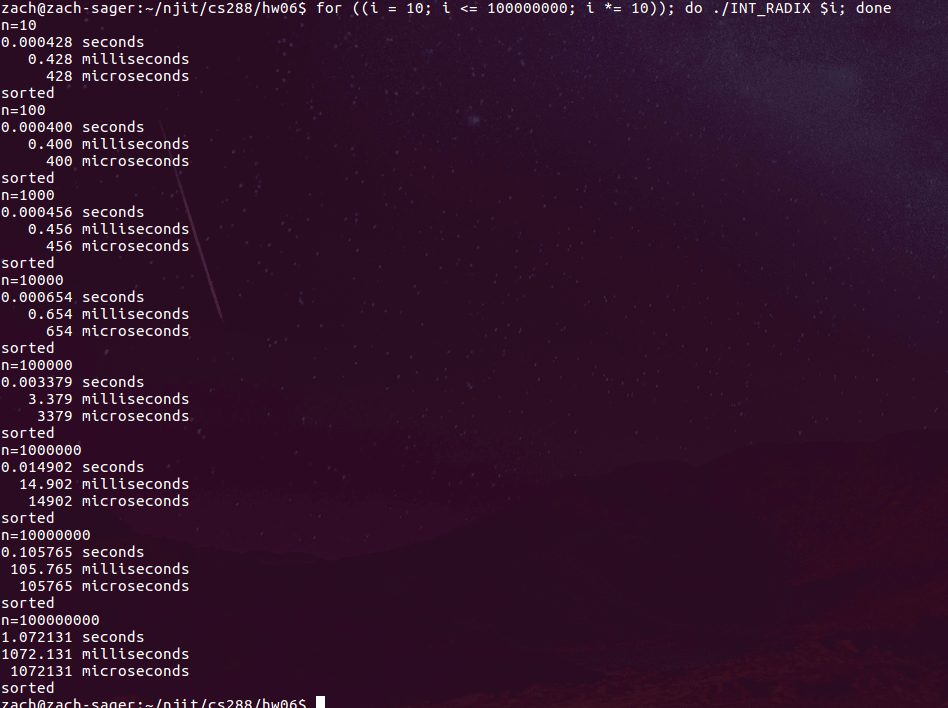 zach@zach-sager:~/njit/cs288/hw06$ for ((i = 10; i <= 100000000; i *= 10)); do ./INT_RADIX $i; done
n=10
0.000428 seconds
   0.428 milliseconds
     428 microseconds
sorted
n=100
0.000400 seconds
   0.400 milliseconds
     400 microseconds
sorted
n=1000
0.000456 seconds
   0.456 milliseconds
     456 microseconds
sorted
n=10000
0.000654 seconds
   0.654 milliseconds
     654 microseconds
sorted
n=100000
0.003379 seconds
   3.379 milliseconds
    3379 microseconds
sorted
n=1000000
0.014902 seconds
  14.902 milliseconds
   14902 microseconds
sorted
n=10000000
0.105765 seconds
 105.765 milliseconds
  105765 microseconds
sorted
n=100000000
1.072131 seconds
1072.131 milliseconds
 1072131 microseconds
sorted
zach@zach-sager:~/njit/cs288/hw06$